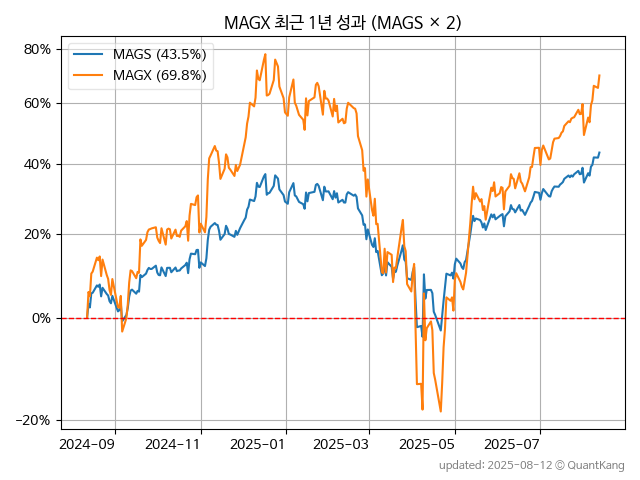 MAGX 최근 1년 성과 (MAGS × 2)
MAGS (43.5%)
MAGX (69.8%)
80%
60%
40%
20%
0%
−20%
2024-09 2024-11 2025-01 2025-03 2025-05 2025-07
updated: 2025-08-12 © QuantKang